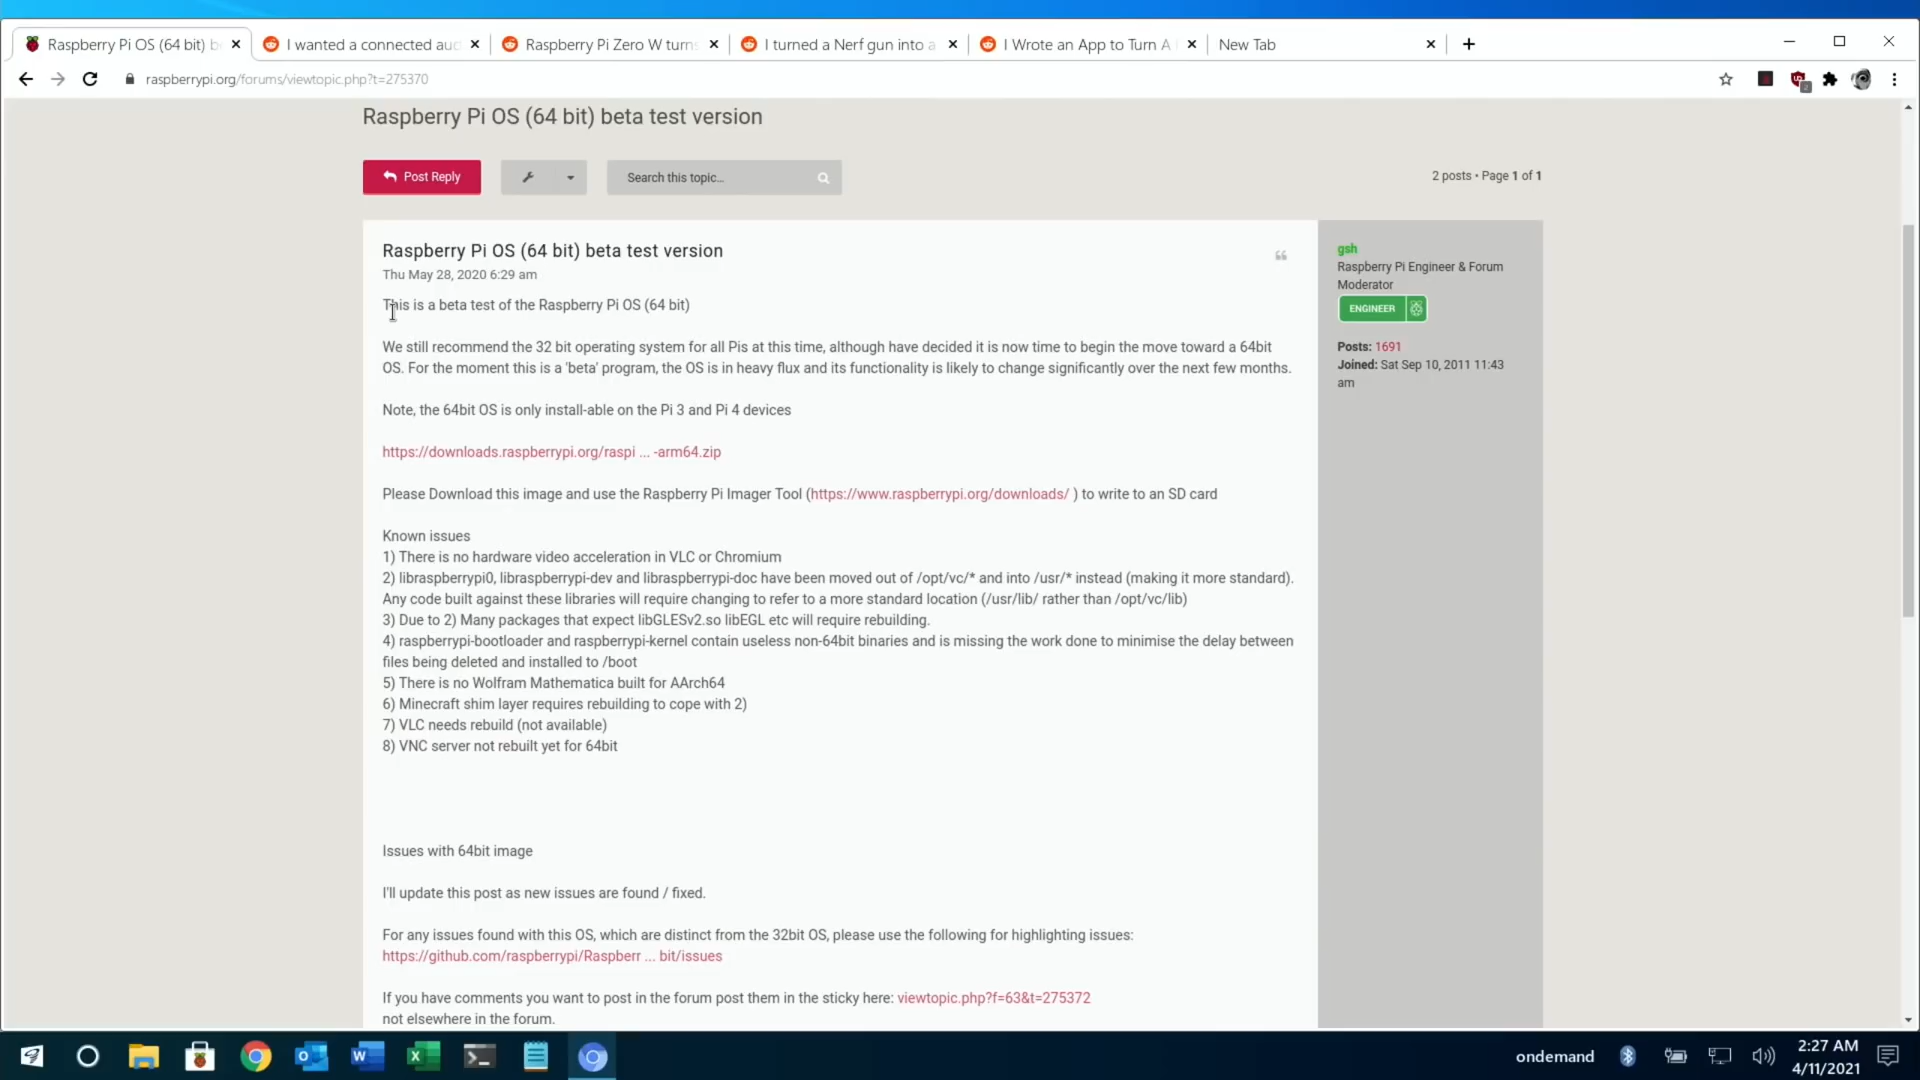 Raspberry Pi OS (64 bit) b
I wanted a connected aud
Raspberry Pi Zero W turns
I turned a Nerf gun into a
I Wrote an App to Turn A
New Tab
raspberrypi.org/forums/viewtopic.php?t=275370
Raspberry Pi OS (64 bit) beta test version
Post Reply
Search this topic…
2 posts • Page 1 of 1
Raspberry Pi OS (64 bit) beta test version
Thu May 28, 2020 6:29 am
This is a beta test of the Raspberry Pi OS (64 bit)
We still recommend the 32 bit operating system for all Pis at this time, although have decided it is now time to begin the move toward a 64bit
OS. For the moment this is a 'beta' program, the OS is in heavy flux and its functionality is likely to change significantly over the next few months.
Note, the 64bit OS is only install-able on the Pi 3 and Pi 4 devices
https://downloads.raspberrypi.org/raspi ... -arm64.zip
Please Download this image and use the Raspberry Pi Imager Tool (https://www.raspberrypi.org/downloads/ ) to write to an SD card
Known issues
1) There is no hardware video acceleration in VLC or Chromium
2) libraspberrypi0, libraspberrypi-dev and libraspberrypi-doc have been moved out of /opt/vc/* and into /usr/* instead (making it more standard).
Any code built against these libraries will require changing to refer to a more standard location (/usr/lib/ rather than /opt/vc/lib)
3) Due to 2) Many packages that expect libGLESv2.so libEGL etc will require rebuilding.
4) raspberrypi-bootloader and raspberrypi-kernel contain useless non-64bit binaries and is missing the work done to minimise the delay between
files being deleted and installed to /boot
5) There is no Wolfram Mathematica built for AArch64
6) Minecraft shim layer requires rebuilding to cope with 2)
7) VLC needs rebuild (not available)
8) VNC server not rebuilt yet for 64bit
Issues with 64bit image
I'll update this post as new issues are found / fixed.
For any issues found with this OS, which are distinct from the 32bit OS, please use the following for highlighting issues:
https://github.com/raspberrypi/Raspberr ... bit/issues
If you have comments you want to post in the forum post them in the sticky here: viewtopic.php?f=63&t=275372
not elsewhere in the forum.
gsh
Raspberry Pi Engineer & Forum
Moderator
ENGINEER
Posts: 1691
Joined: Sat Sep 10, 2011 11:43
am
ondemand
2:27 AM
4/11/2021